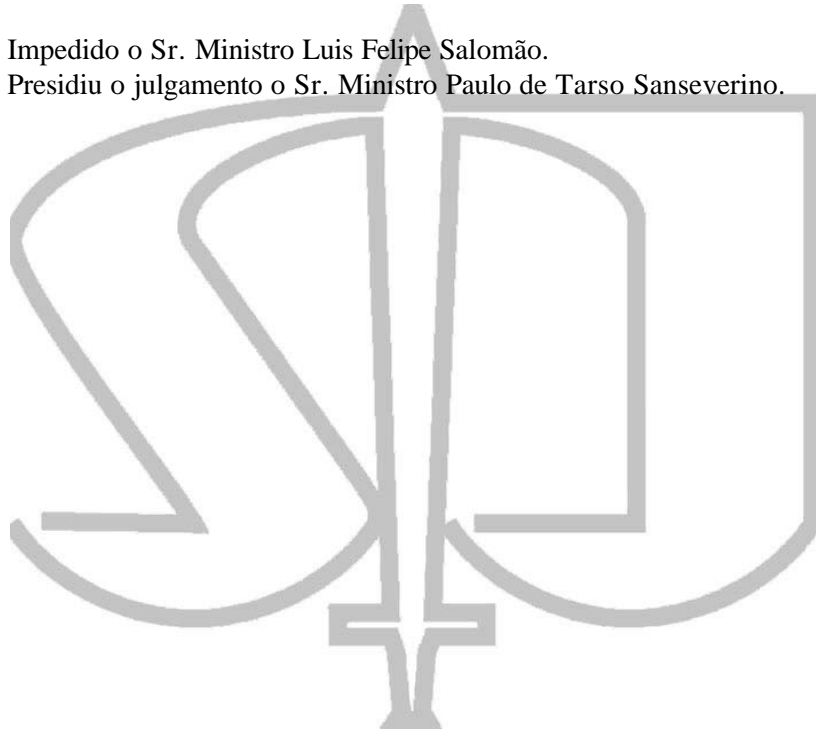 Impedido o Sr. Ministro Luis Felipe Salomão.
Presidiu o julgamento o Sr. Ministro Paulo de Tarso Sanseverino.